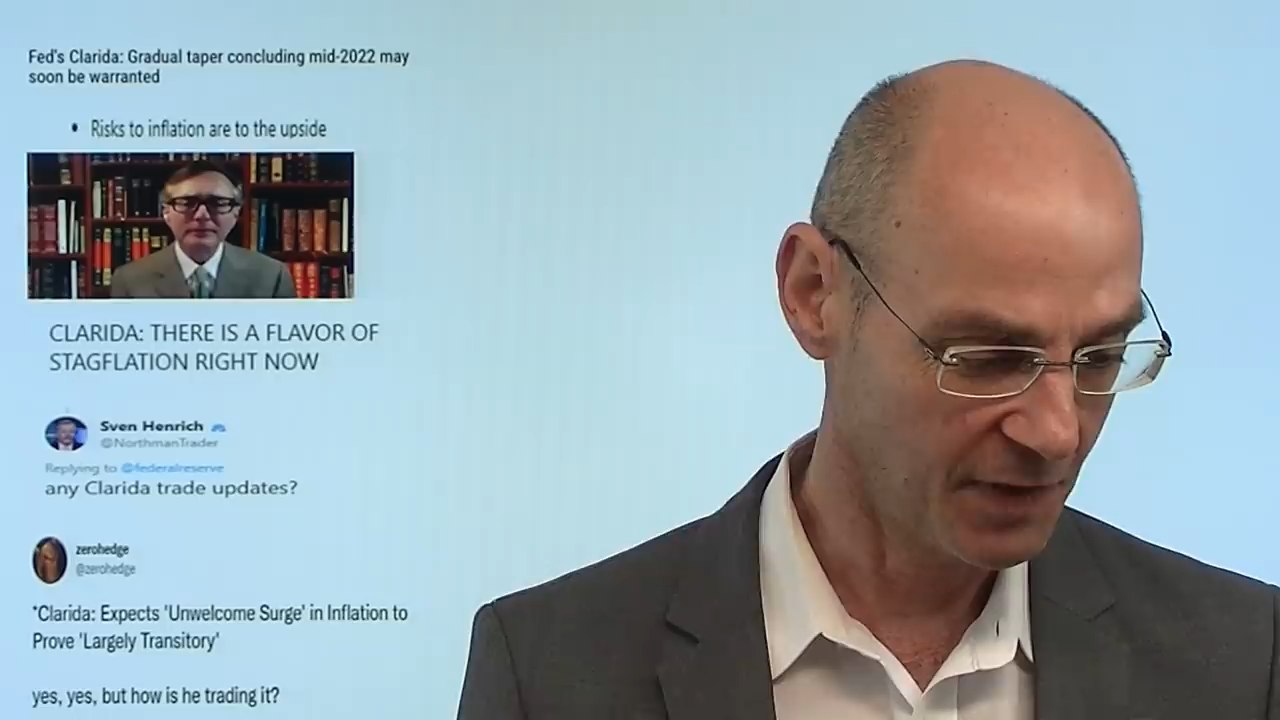 Fed's Clarida: Gradual taper concluding mid-2022 may
soon be warranted
• Risks to inflation are to the upside
CLARIDA: THERE IS A FLAVOR OF
STAGFLATION RIGHT NOW
Sven Henrich
@NorthmanTrader
Replying to @federalreserve
any Clarida trade updates?
zerohedge
@zerohedge
*Clarida: Expects 'Unwelcome Surge' in Inflation to
Prove 'Largely Transitory'
yes, yes, but how is he trading it?